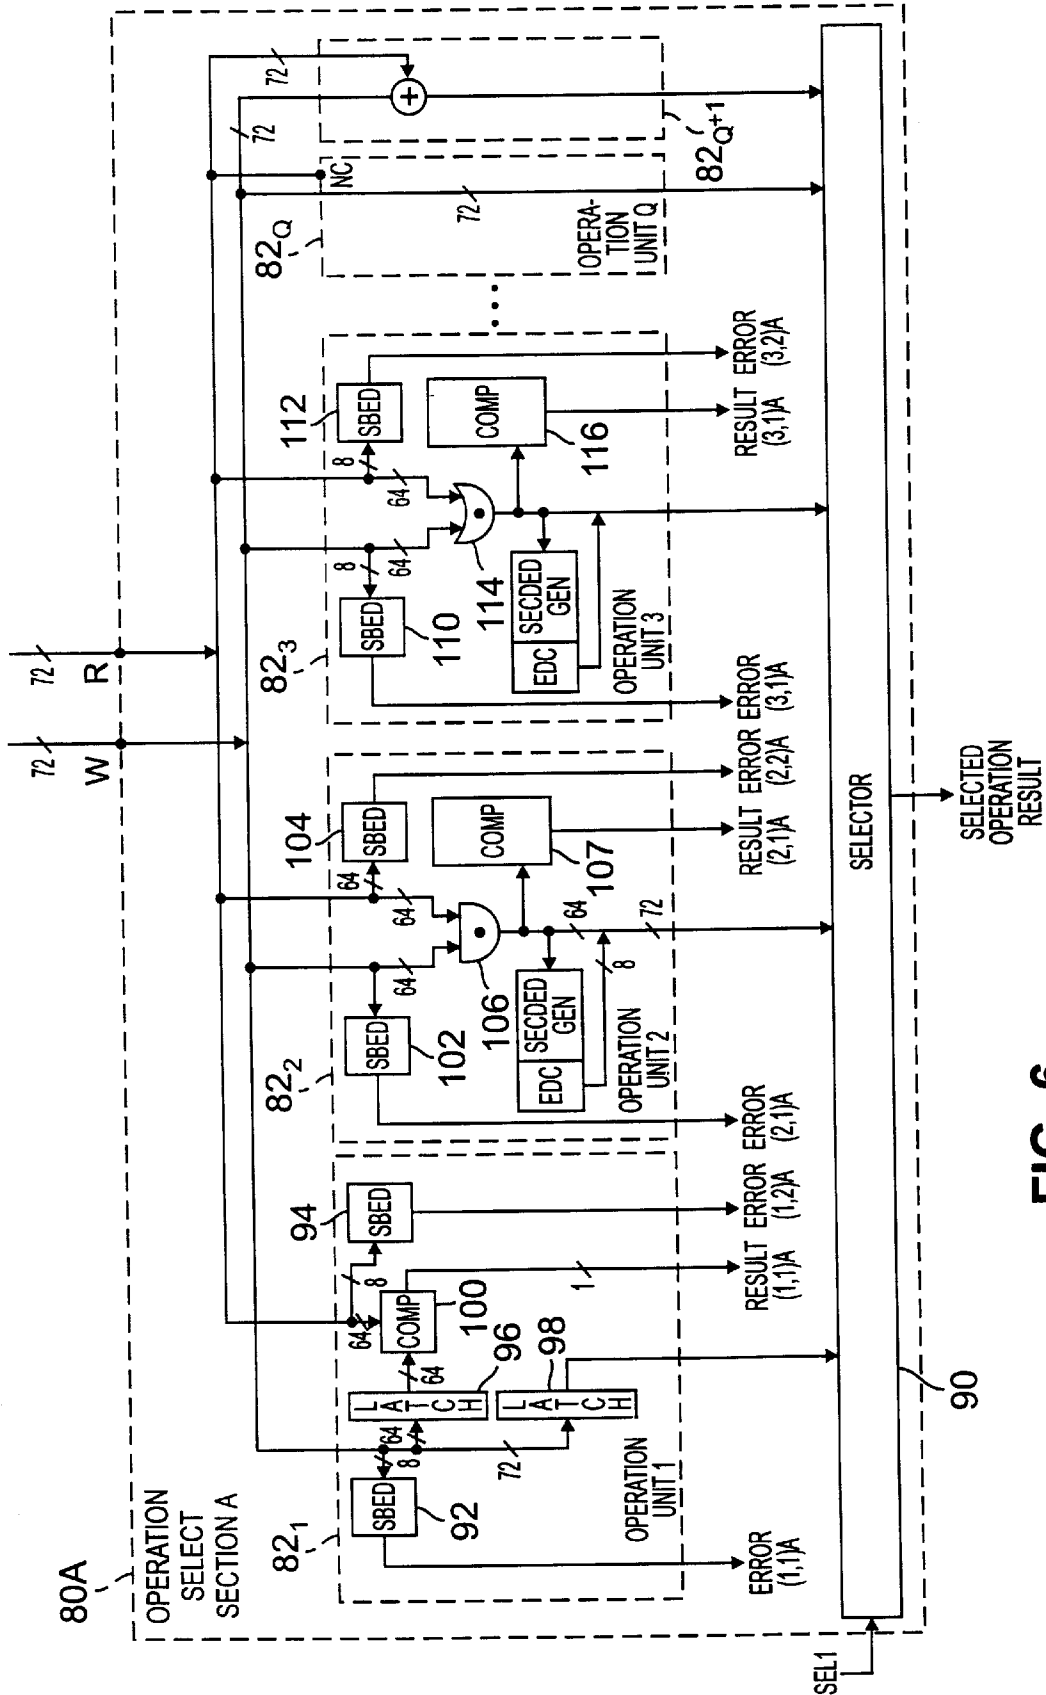 80A
OPERATION
SELECT
SECTION A
72
W
72
R
72
72
82₁
SBED
92
64
8
72
LATCH
96
LATCH
98
64
64
COMP
100
8
SBED
94
1
OPERATION
UNIT 1
ERROR
(1,1)A
RESULT
(1,1)A
ERROR
(1,2)A
82₂
SBED
102
64
64
64
SBED
104
106
COMP
107
EDC
SECDED
GEN
8
64
72
OPERATION
UNIT 2
ERROR
(2,1)A
RESULT
(2,1)A
ERROR
(2,2)A
82₃
SBED
110
8
64
64
8
SBED
112
114
COMP
116
EDC
SECDED
GEN
OPERATION
UNIT 3
ERROR
(3,1)A
RESULT
(3,1)A
ERROR
(3,2)A
• • •
82Q
NC
72
OPERA-
TION
UNIT Q
+
82Q+1
SEL1
SELECTOR
90
SELECTED
OPERATION
RESULT